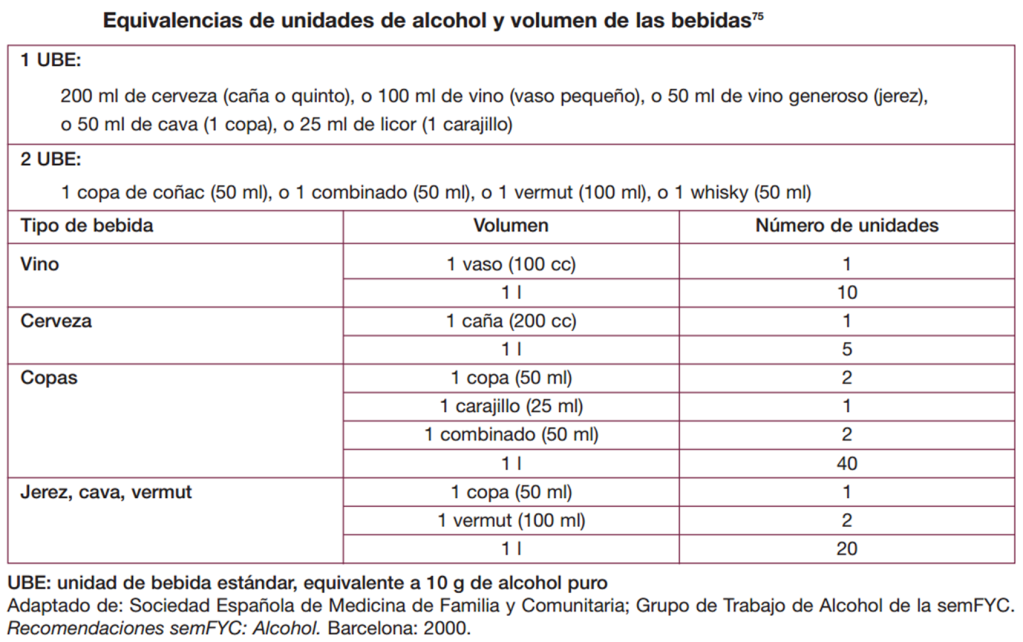 Equivalencias de unidades de alcohol y volumen de las bebidas75
1 UBE:
200 ml de cerveza (caña o quinto), o 100 ml de vino (vaso pequeño), o 50 ml de vino generoso (jerez),
o 50 ml de cava (1 copa), o 25 ml de licor (1 carajillo)
2 UBE:
1 copa de coñac (50 ml), o 1 combinado (50 ml), o 1 vermut (100 ml), o 1 whisky (50 ml)
Tipo de bebida Volumen Número de unidades
Vino 1 vaso (100 cc) 1
1 l 10
Cerveza 1 caña (200 cc) 1
1 l 5
Copas 1 copa (50 ml) 2
1 carajillo (25 ml) 1
1 combinado (50 ml) 2
1 l 40
Jerez, cava, vermut 1 copa (50 ml) 1
1 vermut (100 ml) 2
1 l 20
UBE: unidad de bebida estándar, equivalente a 10 g de alcohol puro
Adaptado de: Sociedad Española de Medicina de Familia y Comunitaria; Grupo de Trabajo de Alcohol de la semFYC.
Recomendaciones semFYC: Alcohol. Barcelona: 2000.